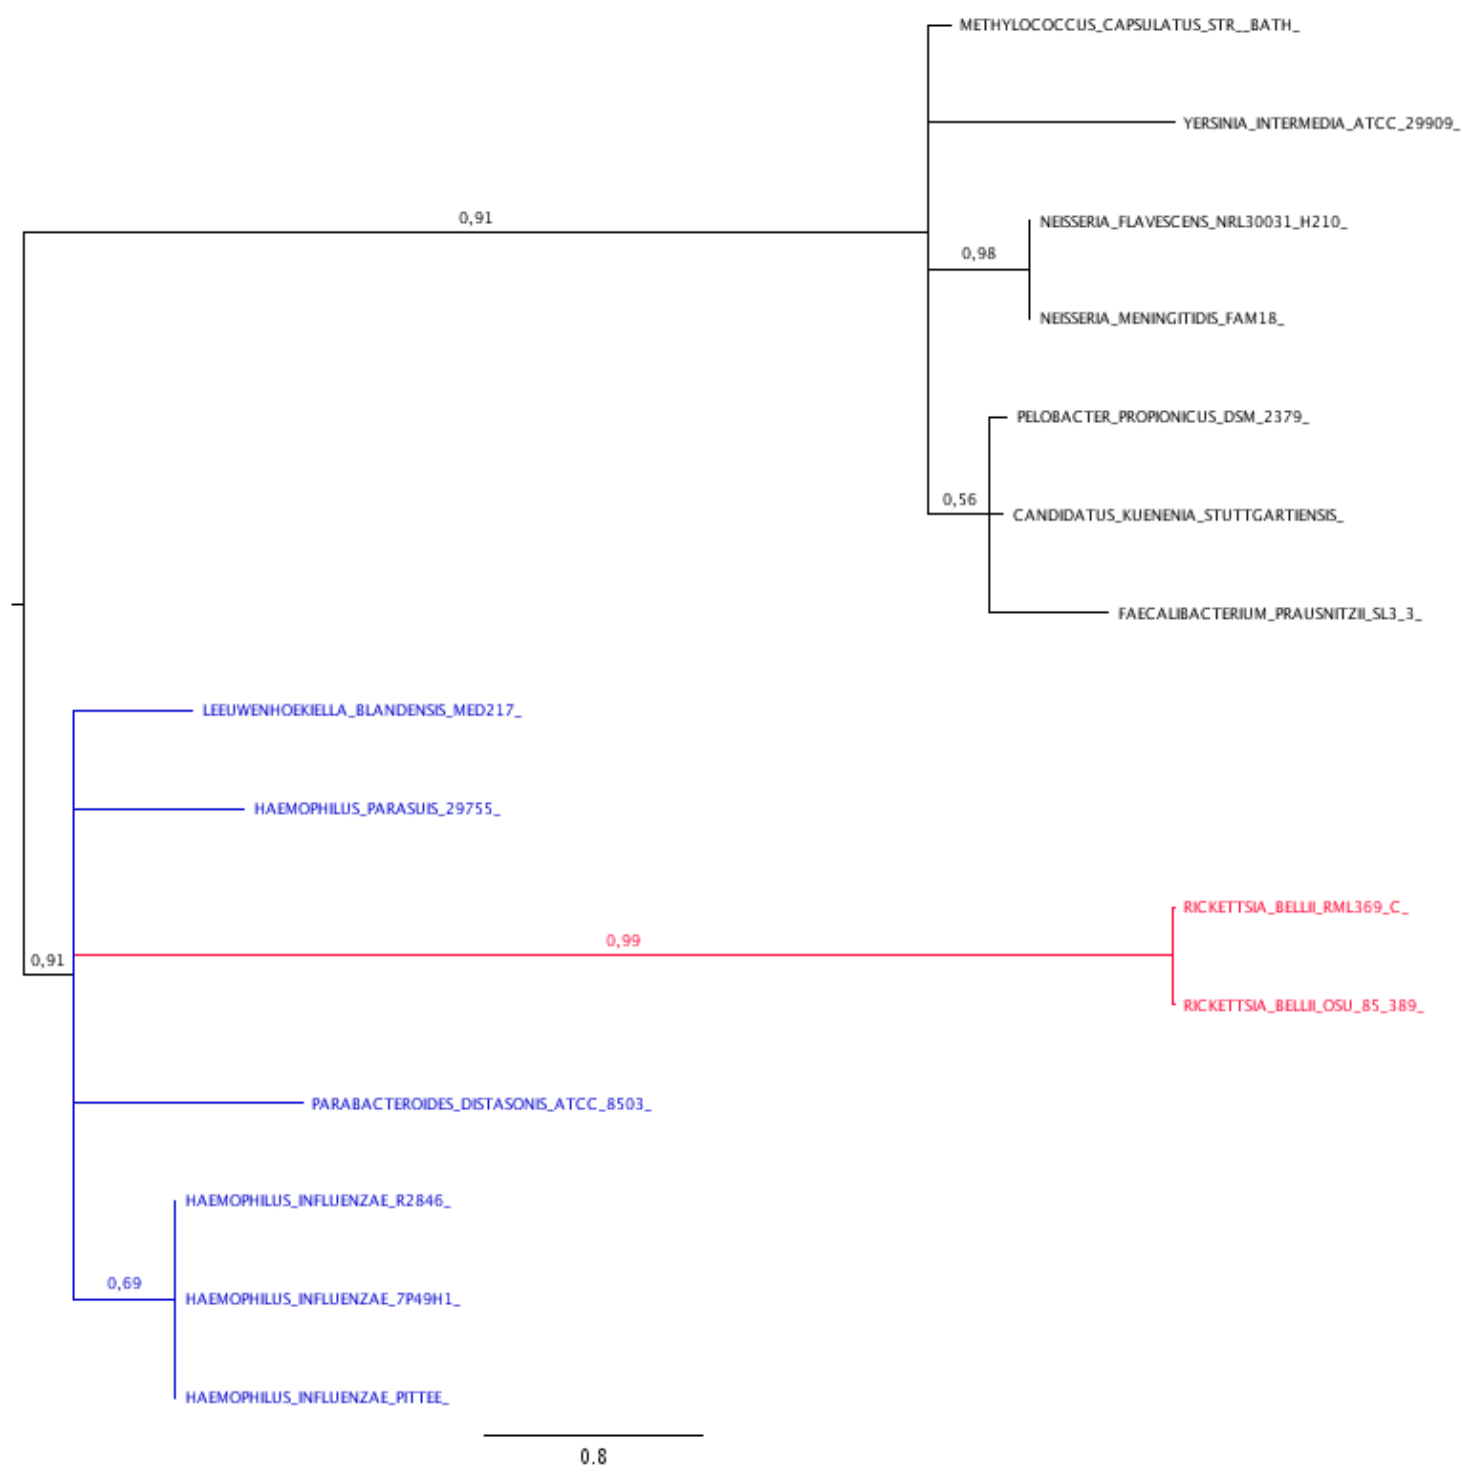 METHYLOCOCCUS_CAPSULATUS_STR__BATH_
YERSINIA_INTERMEDIA_ATCC_29909_
0,91
NEISSERIA_FLAVESCENS_NRL30031_H210_
0,98
NEISSERIA_MENINGITIDIS_FAM18_
PELOBACTER_PROPIONICUS_DSM_2379_
0,56
CANDIDATUS_KUENENIA_STUTTGARTIENSIS_
FAECALIBACTERIUM_PRAUSNITZII_SL3_3_
LEEUWENHOEKIELLA_BLANDENSIS_MED217_
HAEMOPHILUS_PARASUIS_29755_
RICKETTSIA_BELLII_RML369_C_
0,99
0,91
RICKETTSIA_BELLII_OSU_85_389_
PARABACTEROIDES_DISTASONIS_ATCC_8503_
HAEMOPHILUS_INFLUENZAE_R2846_
0,69
HAEMOPHILUS_INFLUENZAE_7P49H1_
HAEMOPHILUS_INFLUENZAE_PITTEE_
0.8